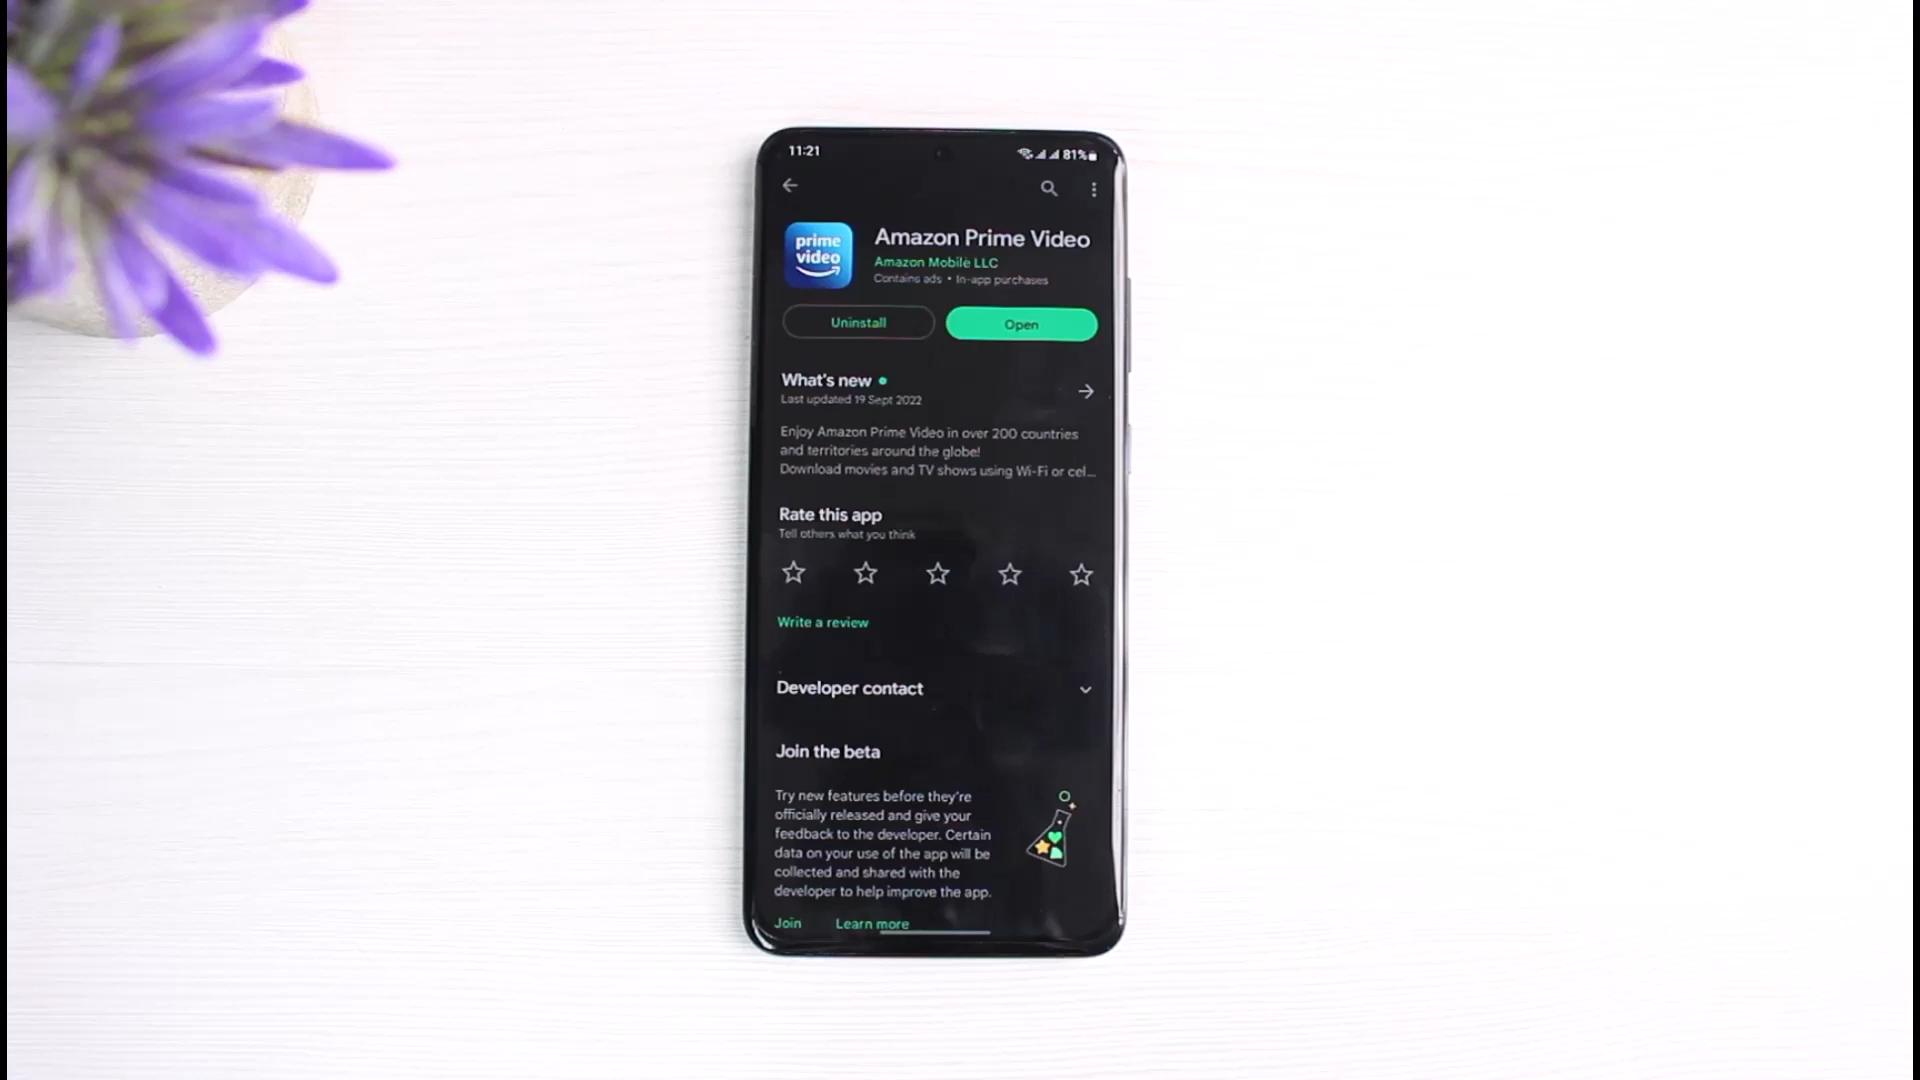 11:21
81%
prime
video
Amazon Prime Video
Amazon Mobile LLC
Contains ads • In-app purchases
Uninstall
Open
What's new
Last updated 19 Sept 2022
Enjoy Amazon Prime Video in over 200 countries
and territories around the globe!
Download movies and TV shows using Wi-Fi or cel...
Rate this app
Tell others what you think
Write a review
Developer contact
Join the beta
Try new features before they're
officially released and give your
feedback to the developer. Certain
data on your use of the app will be
collected and shared with the
developer to help improve the app.
Join
Learn more